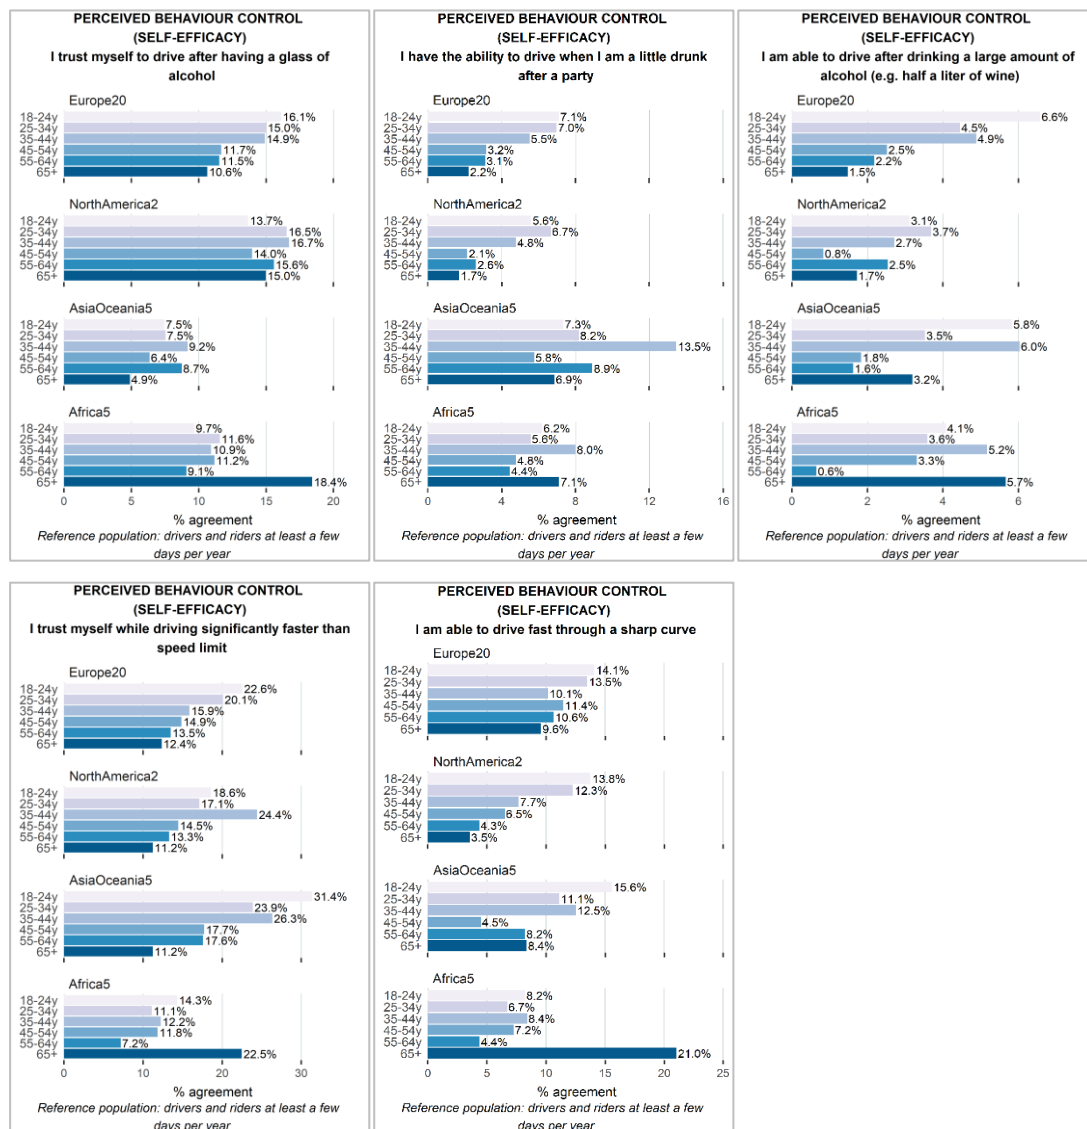 PERCEIVED BEHAVIOUR CONTROL
(SELF-EFFICACY)
I trust myself to drive after having a glass of
alcohol
Europe20
18-24y 16.1%
25-34y 15.0%
35-44y 14.9%
45-54y 11.7%
55-64y 11.5%
65+ 10.6%
NorthAmerica2
18-24y 13.7%
25-34y 16.5%
35-44y 16.7%
45-54y 14.0%
55-64y 15.6%
65+ 15.0%
AsiaOceania5
18-24y 7.5%
25-34y 7.5%
35-44y 9.2%
45-54y 6.4%
55-64y 8.7%
65+ 4.9%
Africa5
18-24y 9.7%
25-34y 11.6%
35-44y 10.9%
45-54y 11.2%
55-64y 9.1%
65+ 18.4%
0 5 10 15 20
% agreement
Reference population: drivers and riders at least a few
days per year
PERCEIVED BEHAVIOUR CONTROL
(SELF-EFFICACY)
I have the ability to drive when I am a little drunk
after a party
Europe20
18-24y 7.1%
25-34y 7.0%
35-44y 5.5%
45-54y 3.2%
55-64y 3.1%
65+ 2.2%
NorthAmerica2
18-24y 5.6%
25-34y 6.7%
35-44y 4.8%
45-54y 2.1%
55-64y 2.6%
65+ 1.7%
AsiaOceania5
18-24y 7.3%
25-34y 8.2%
35-44y 13.5%
45-54y 5.8%
55-64y 8.9%
65+ 6.9%
Africa5
18-24y 6.2%
25-34y 5.6%
35-44y 8.0%
45-54y 4.8%
55-64y 4.4%
65+ 7.1%
0 4 8 12 16
% agreement
Reference population: drivers and riders at least a few
days per year
PERCEIVED BEHAVIOUR CONTROL
(SELF-EFFICACY)
I am able to drive after drinking a large amount of
alcohol (e.g. half a liter of wine)
Europe20
18-24y 6.6%
25-34y 4.5%
35-44y 4.9%
45-54y 2.5%
55-64y 2.2%
65+ 1.5%
NorthAmerica2
18-24y 3.1%
25-34y 3.7%
35-44y 2.7%
45-54y 0.8%
55-64y 2.5%
65+ 1.7%
AsiaOceania5
18-24y 5.8%
25-34y 3.5%
35-44y 6.0%
45-54y 1.8%
55-64y 1.6%
65+ 3.2%
Africa5
18-24y 4.1%
25-34y 3.6%
35-44y 5.2%
45-54y 3.3%
55-64y 0.6%
65+ 5.7%
0 2 4 6
% agreement
Reference population: drivers and riders at least a few
days per year
PERCEIVED BEHAVIOUR CONTROL
(SELF-EFFICACY)
I trust myself while driving significantly faster than
speed limit
Europe20
18-24y 22.6%
25-34y 20.1%
35-44y 15.9%
45-54y 14.9%
55-64y 13.5%
65+ 12.4%
NorthAmerica2
18-24y 18.6%
25-34y 17.1%
35-44y 24.4%
45-54y 14.5%
55-64y 13.3%
65+ 11.2%
AsiaOceania5
18-24y 31.4%
25-34y 23.9%
35-44y 26.3%
45-54y 17.7%
55-64y 17.6%
65+ 11.2%
Africa5
18-24y 14.3%
25-34y 11.1%
35-44y 12.2%
45-54y 11.8%
55-64y 7.2%
65+ 22.5%
0 10 20 30
% agreement
Reference population: drivers and riders at least a few
days per year
PERCEIVED BEHAVIOUR CONTROL
(SELF-EFFICACY)
I am able to drive fast through a sharp curve
Europe20
18-24y 14.1%
25-34y 13.5%
35-44y 10.1%
45-54y 11.4%
55-64y 10.6%
65+ 9.6%
NorthAmerica2
18-24y 13.8%
25-34y 12.3%
35-44y 7.7%
45-54y 6.5%
55-64y 4.3%
65+ 3.5%
AsiaOceania5
18-24y 15.6%
25-34y 11.1%
35-44y 12.5%
45-54y 4.5%
55-64y 8.2%
65+ 8.4%
Africa5
18-24y 8.2%
25-34y 6.7%
35-44y 8.4%
45-54y 7.2%
55-64y 4.4%
65+ 21.0%
0 5 10 15 20 25
% agreement
Reference population: drivers and riders at least a few
days per year